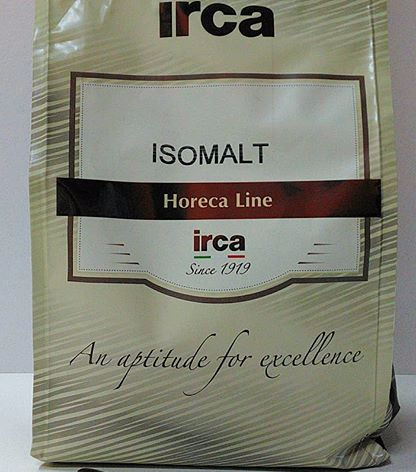 irca
ISOMALT
Horeca Line
irca
Since 1919
An aptitude for excellence